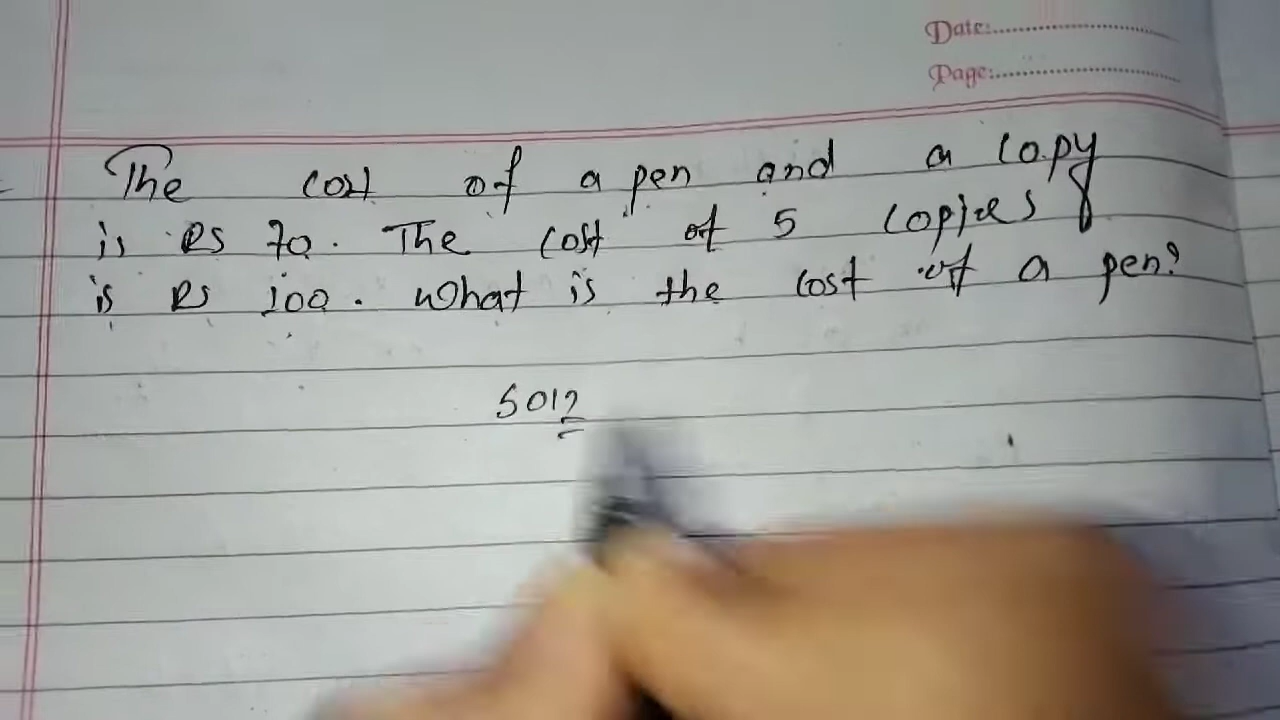 Date:
Page:
The cost of a pen and a copy
is Rs 70. The cost of 5 copies
is Rs 100. What is the cost of a pen?
Sol?